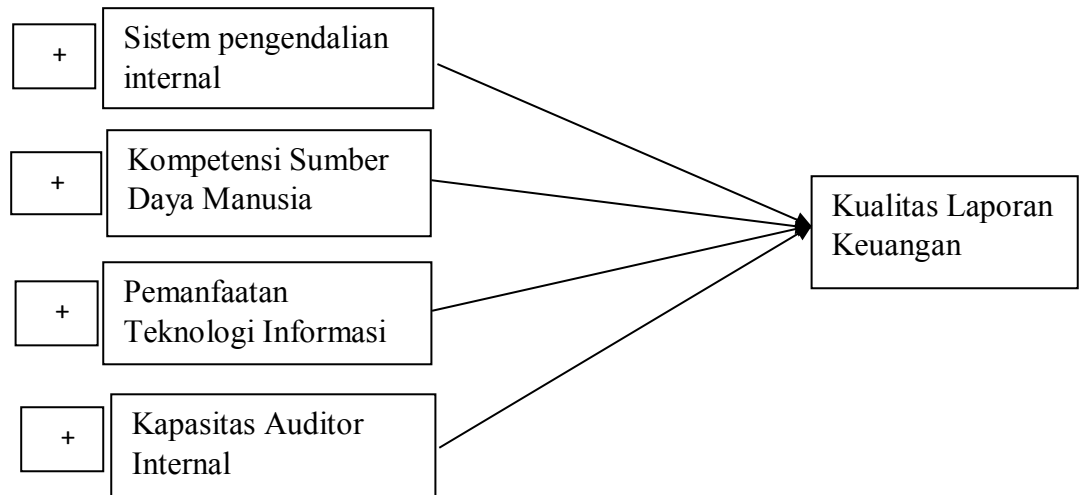 +
Sistem pengendalian
internal
+
Kompetensi Sumber
Daya Manusia
Kualitas Laporan
Keuangan
+
Pemanfaatan
Teknologi Informasi
+
Kapasitas Auditor
Internal